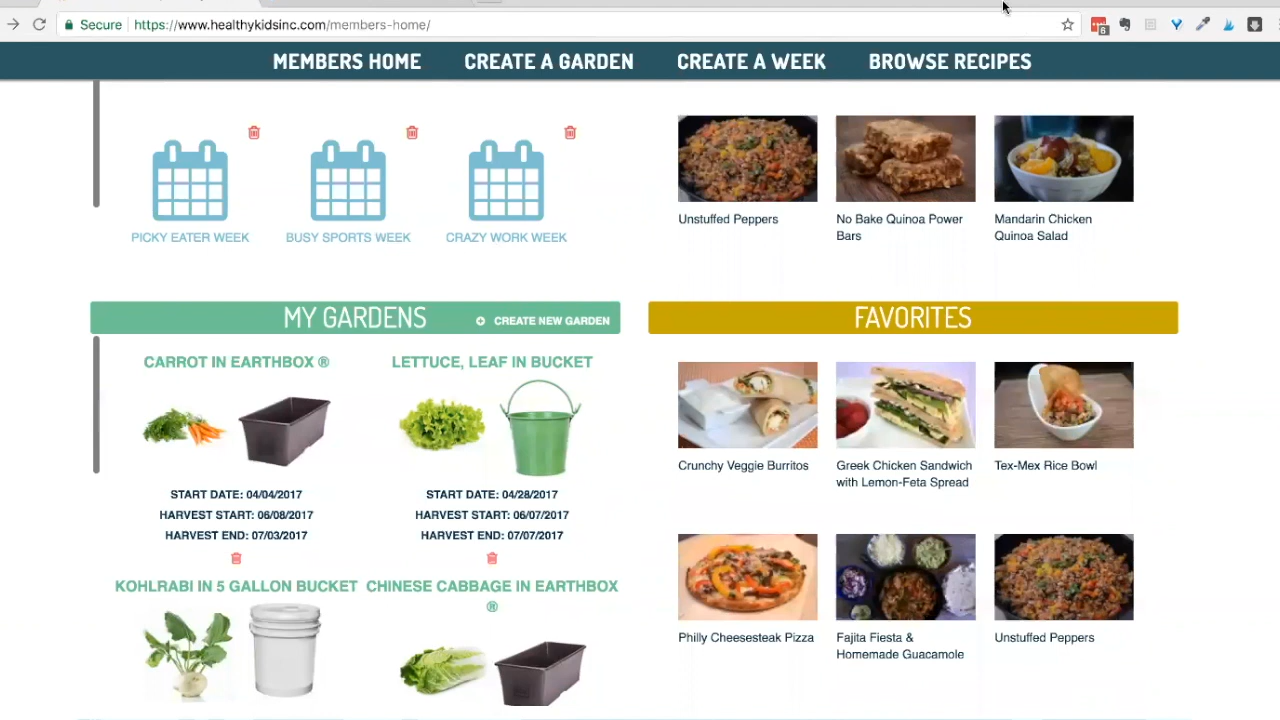 Secure https://www.healthykidsinc.com/members-home/
6
MEMBERS HOME CREATE A GARDEN CREATE A WEEK BROWSE RECIPES
PICKY EATER WEEK BUSY SPORTS WEEK CRAZY WORK WEEK
Unstuffed Peppers
No Bake Quinoa Power
Bars
Mandarin Chicken
Quinoa Salad
MY GARDENS CREATE NEW GARDEN
CARROT IN EARTHBOX ®
START DATE: 04/04/2017
HARVEST START: 06/08/2017
HARVEST END: 07/03/2017
LETTUCE, LEAF IN BUCKET
START DATE: 04/28/2017
HARVEST START: 06/07/2017
HARVEST END: 07/07/2017
KOHLRABI IN 5 GALLON BUCKET
CHINESE CABBAGE IN EARTHBOX
®
FAVORITES
Crunchy Veggie Burritos
Greek Chicken Sandwich
with Lemon-Feta Spread
Tex-Mex Rice Bowl
Philly Cheesesteak Pizza
Fajita Fiesta &
Homemade Guacamole
Unstuffed Peppers